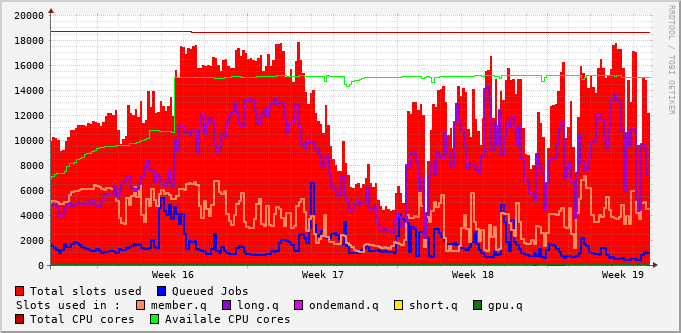 20000
18000
16000
14000
12000
10000
8000
6000
4000
2000
0
Week 16 Week 17 Week 18 Week 19
Total slots used Queued Jobs
Slots used in : member.q long.q ondemand.q short.q gpu.q
Total CPU cores Availale CPU cores
RRDTOOL / TOBI OETIKER